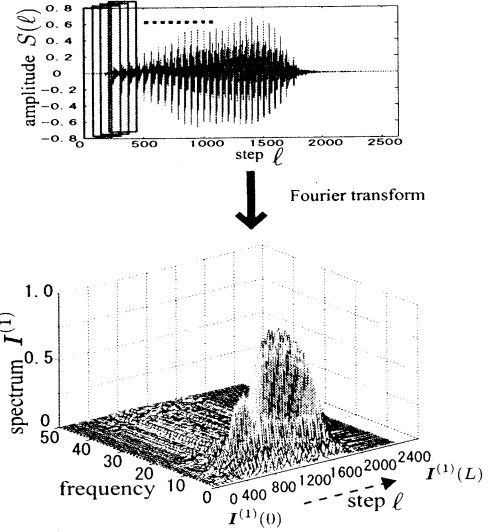 amplitude S(ℓ)
0.8
0.6
0.4
0.2
0
-0.2
-0.4
-0.6
-0.8
0 500 1000 1500 2000 2500
step ℓ
Fourier transform
spectrum I⁽¹⁾
1.0
0.5
0
50 40 30 20 10 0
frequency
0 400 800 1200 1600 2000 2400
I⁽¹⁾(0)
step ℓ
I⁽¹⁾(L)